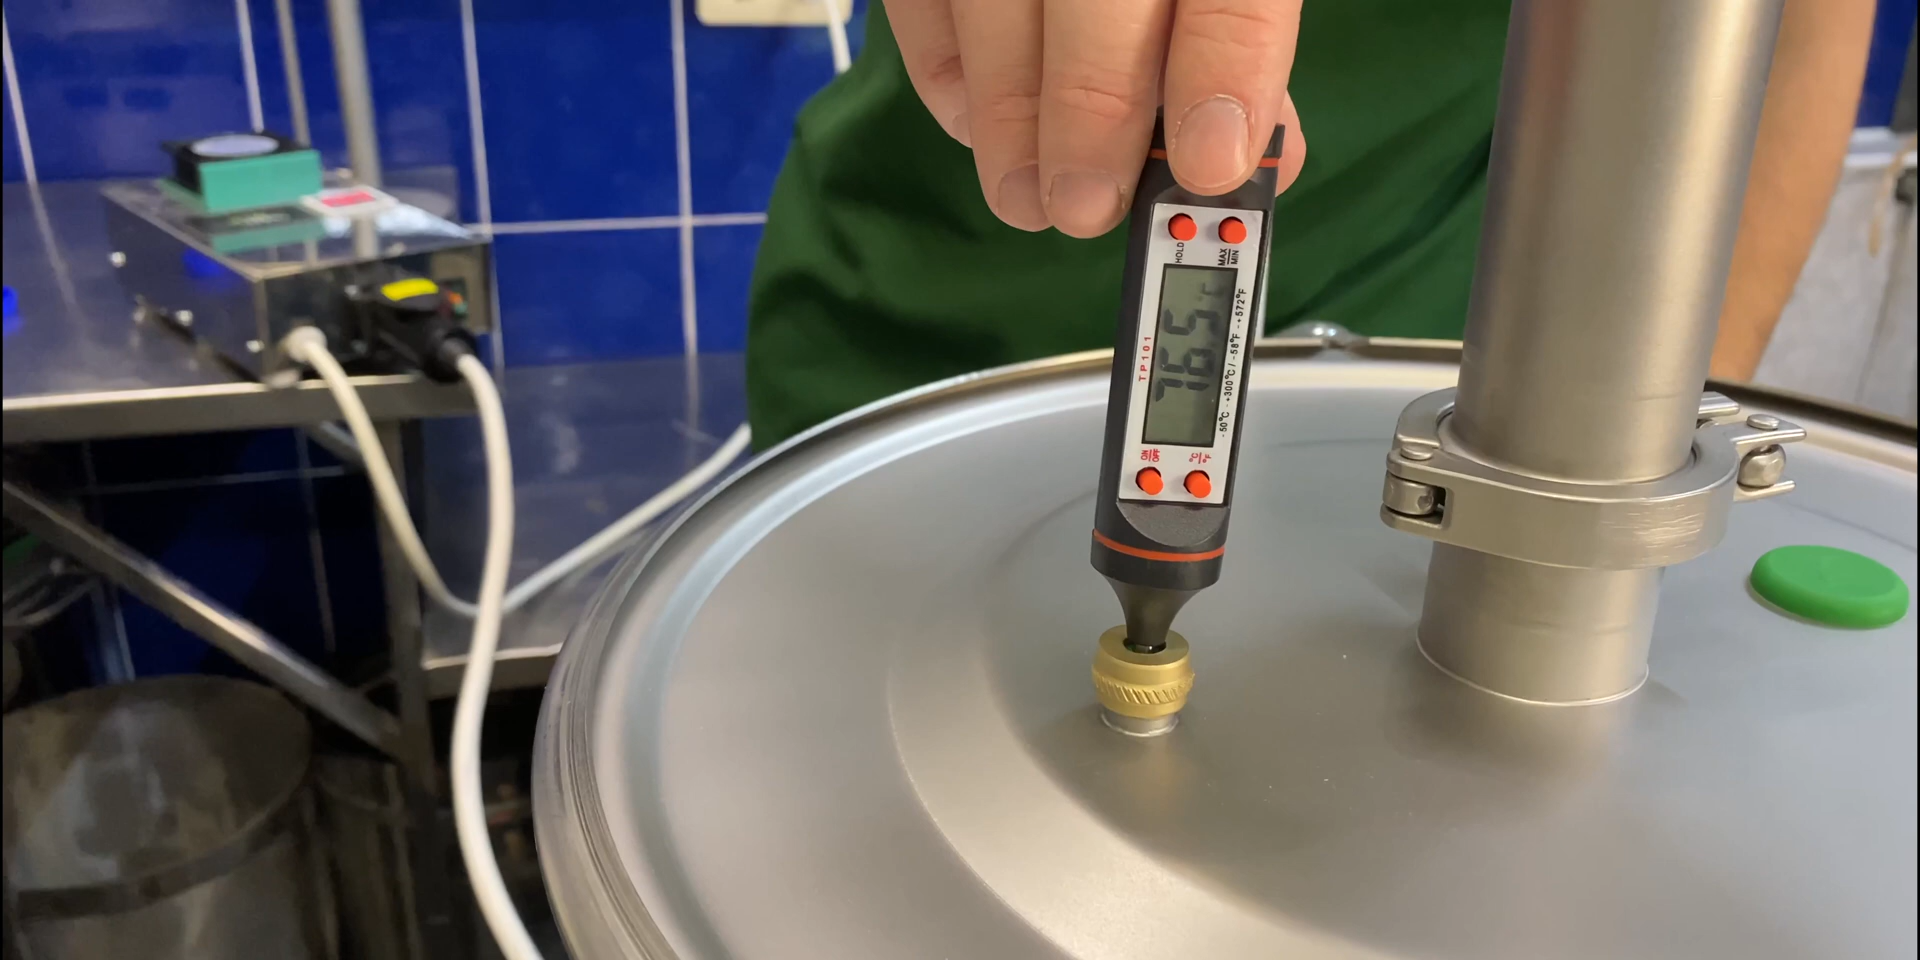 HOLD
MAX
MIN
76.5°C
TP101
-50°C - +300°C / -58°F - +572°F
ON
OFF
°C
°F